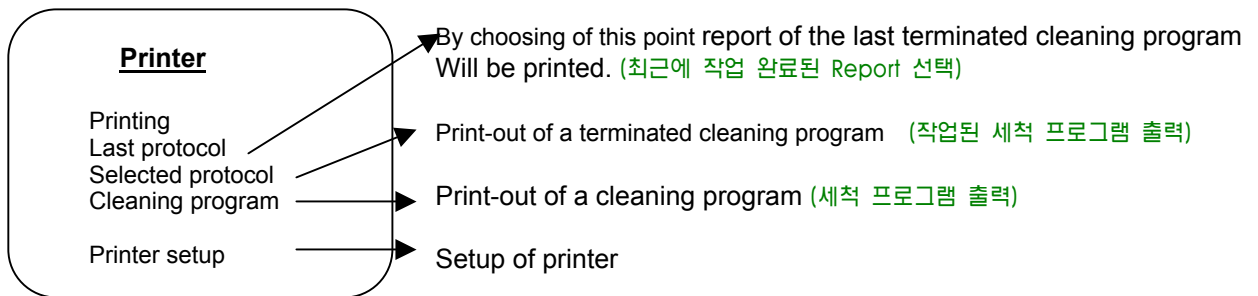 Printer
Printing
Last protocol
Selected protocol
Cleaning program
Printer setup
By choosing of this point report of the last terminated cleaning program
Will be printed. (최근에 작업 완료된 Report 선택)
Print-out of a terminated cleaning program (작업된 세척 프로그램 출력)
Print-out of a cleaning program (세척 프로그램 출력)
Setup of printer